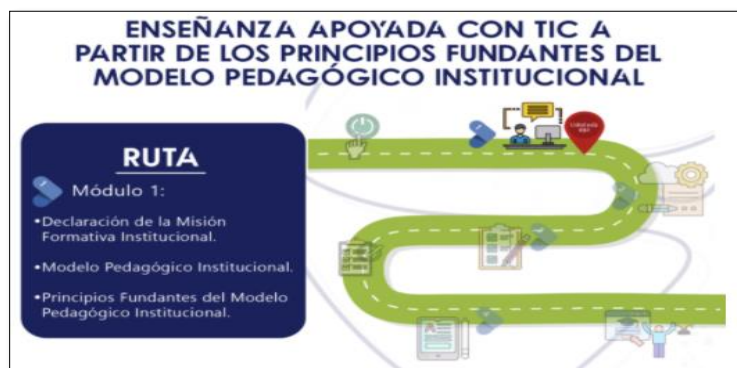 ENSEÑANZA APOYADA CON TIC A
PARTIR DE LOS PRINCIPIOS FUNDANTES DEL
MODELO PEDAGÓGICO INSTITUCIONAL
RUTA
Módulo 1:
•Declaración de la Misión
Formativa Institucional.
•Modelo Pedagógico Institucional.
•Principios Fundantes del Modelo
Pedagógico Institucional.